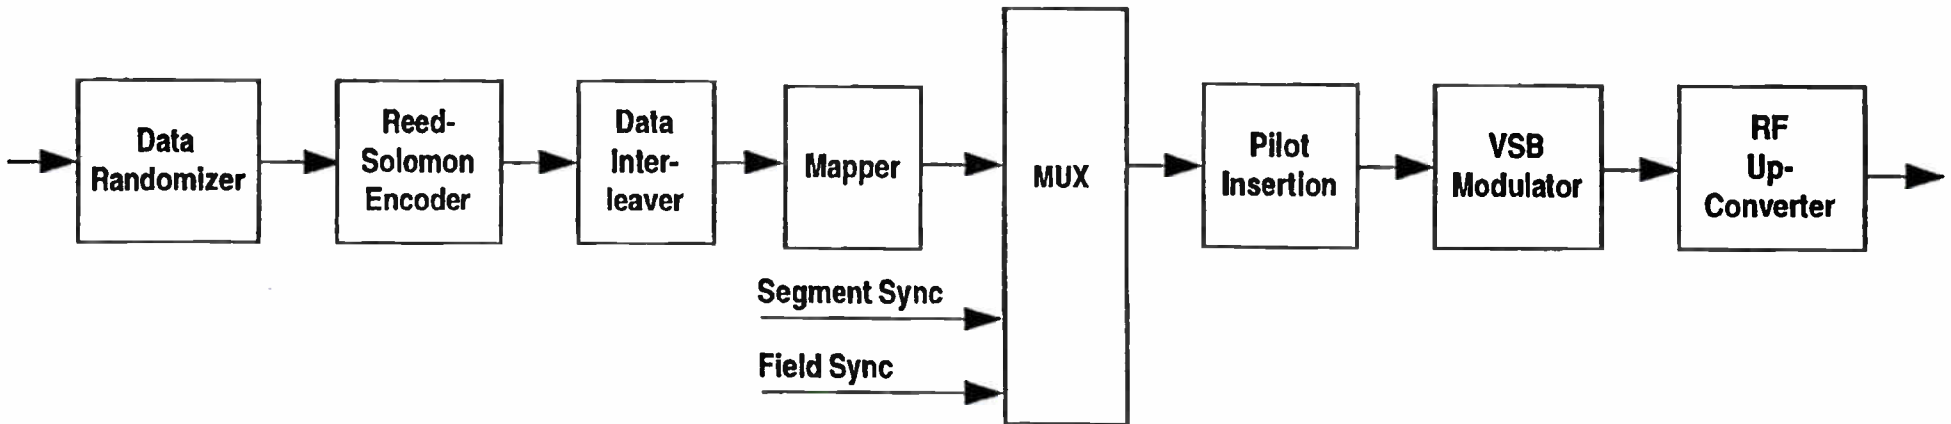 Data
Randomizer
Reed-
Solomon
Encoder
Data
Inter-
leaver
Mapper
MUX
Pilot
Insertion
VSB
Modulator
RF
Up-
Converter
Segment Sync
Field Sync